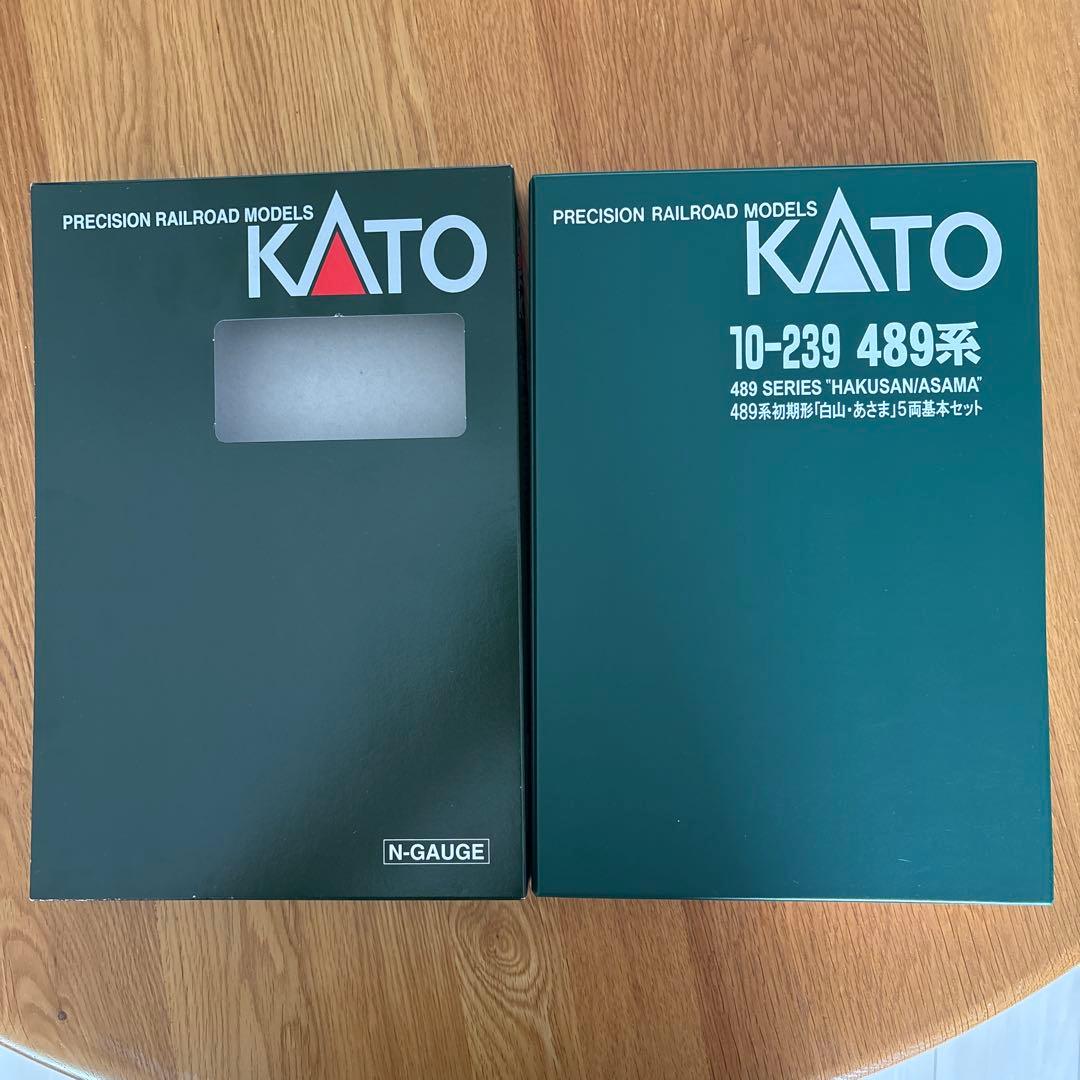 PRECISION RAILROAD MODELS
KATO
N-GAUGE
PRECISION RAILROAD MODELS
KATO
10-239 489系
489 SERIES "HAKUSAN/ASAMA"
489系初期形「白山・あさま」5両基本セット